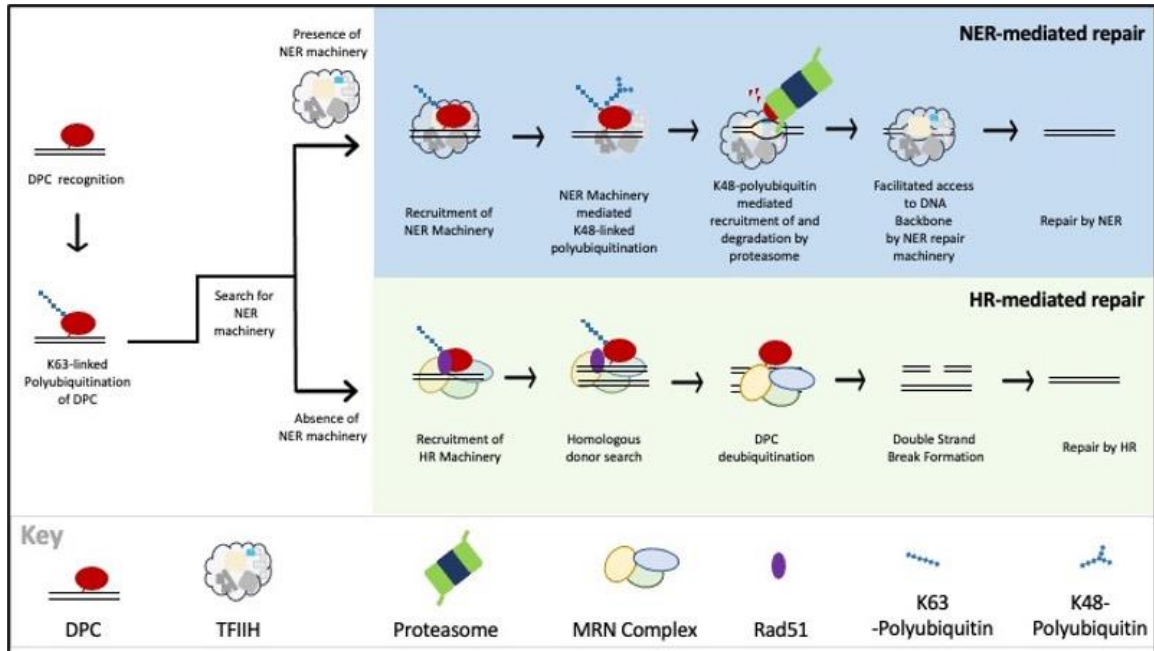 Presence of
NER machinery
NER-mediated repair
DPC recognition
Recruitment of
NER Machinery
NER Machinery
mediated
K48-linked
polyubiquitination
K48-polyubiquitin
mediated
recruitment of and
degradation by
proteasome
Facilitated access
to DNA
Backbone
by NER repair
machinery
Repair by NER
Search for
NER
machinery
K63-linked
Polyubiquitination
of DPC
HR-mediated repair
Absence of
NER machinery
Recruitment of
HR Machinery
Homologous
donor search
DPC
deubiquitination
Double Strand
Break Formation
Repair by HR
Key
DPC
TFIIH
Proteasome
MRN Complex
Rad51
K63
-Polyubiquitin
K48-
Polyubiquitin